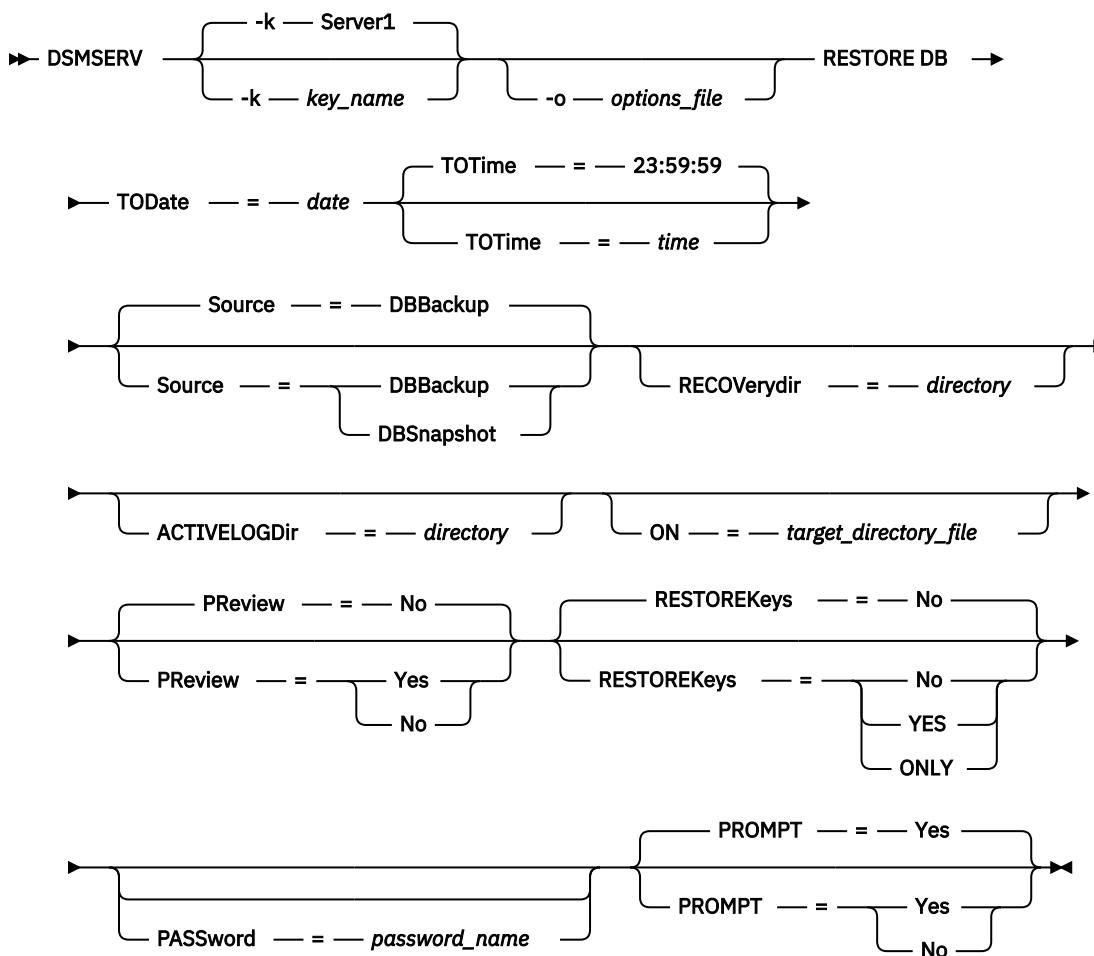 -k Server1
DSMSERV RESTORE DB
-k key_name -o options_file
TOTime = 23:59:59
TODate = date
TOTime = time
Source = DBBackup
Source = DBBackup RECOVerydir = directory
DBSnapshot
ACTIVELOGDir = directory ON = target_directory_file
PReview = No RESTOREKeys = No
PReview = Yes RESTOREKeys = No
No YES
ONLY
PROMPT = Yes
PROMPT = Yes
PASSword = password_name No